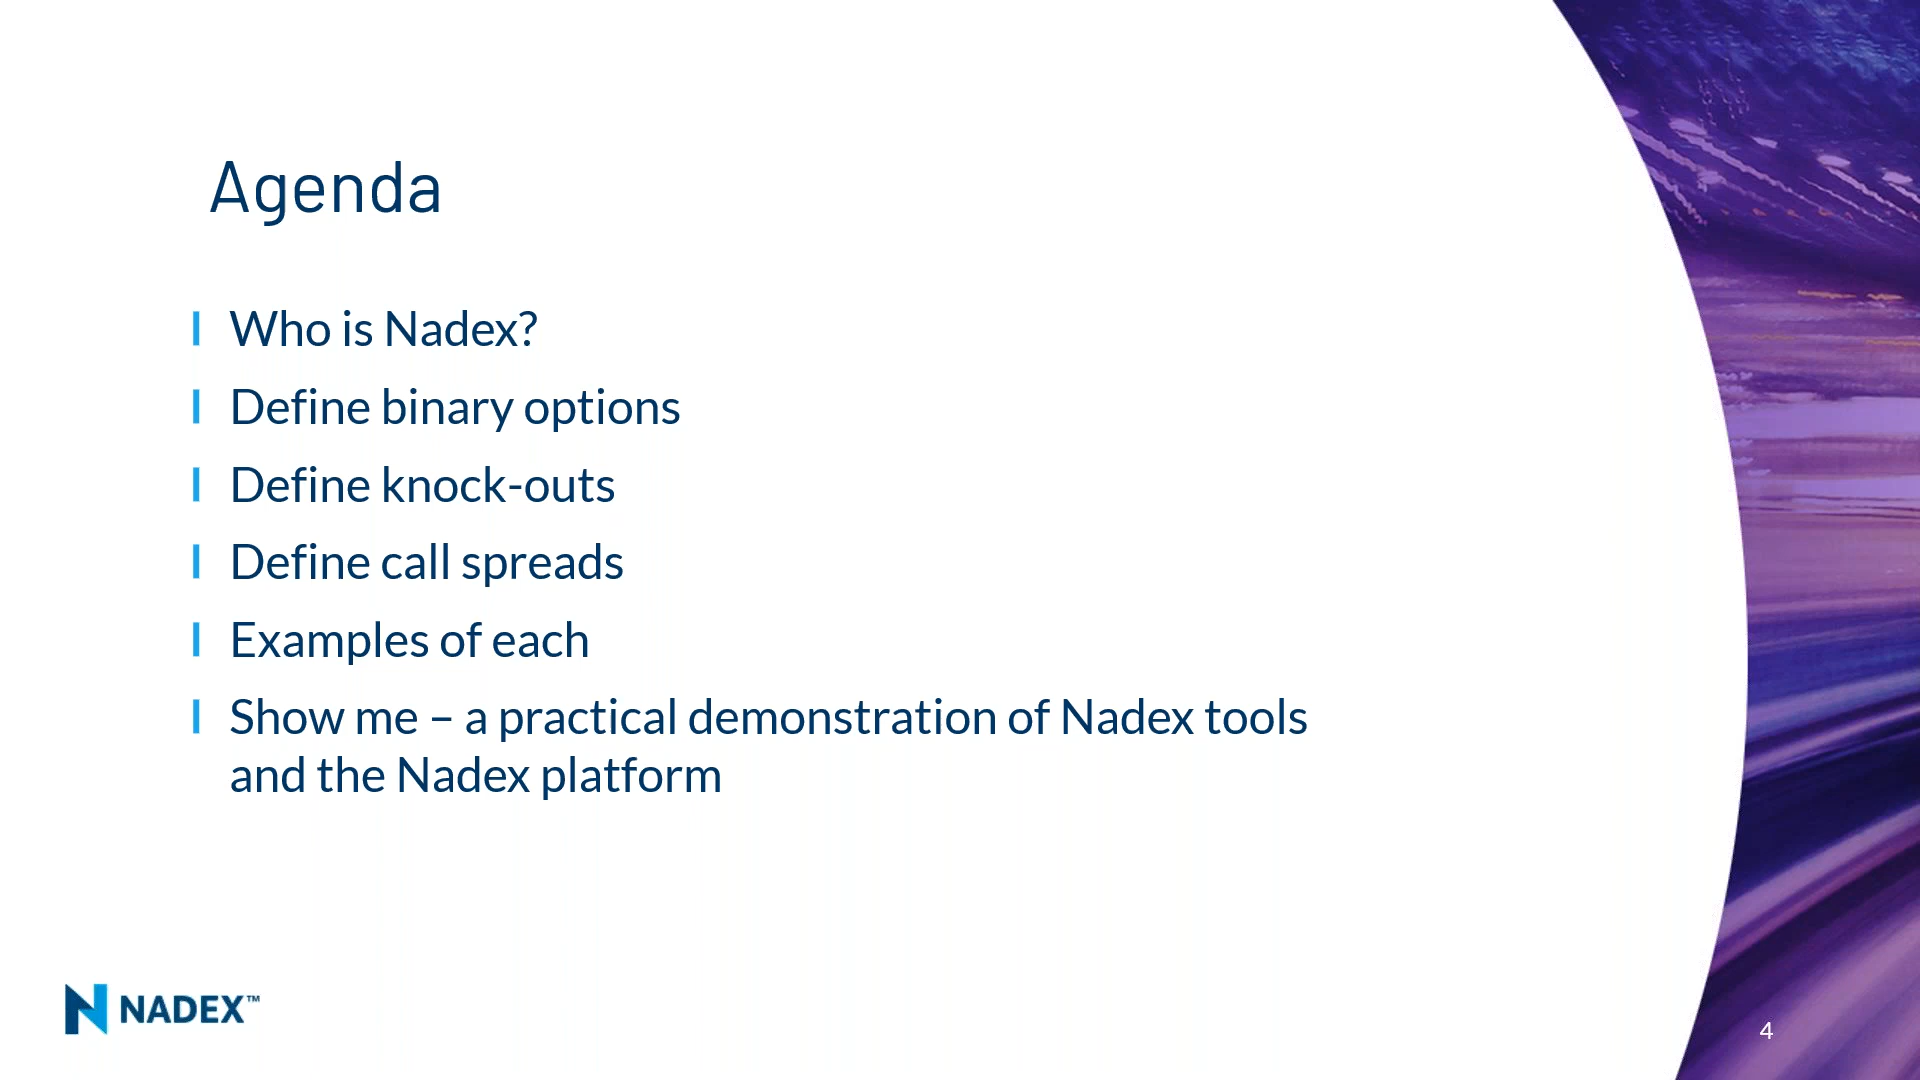 Agenda
Who is Nadex?
Define binary options
Define knock-outs
Define call spreads
Examples of each
Show me – a practical demonstration of Nadex tools
and the Nadex platform
NADEX™
4